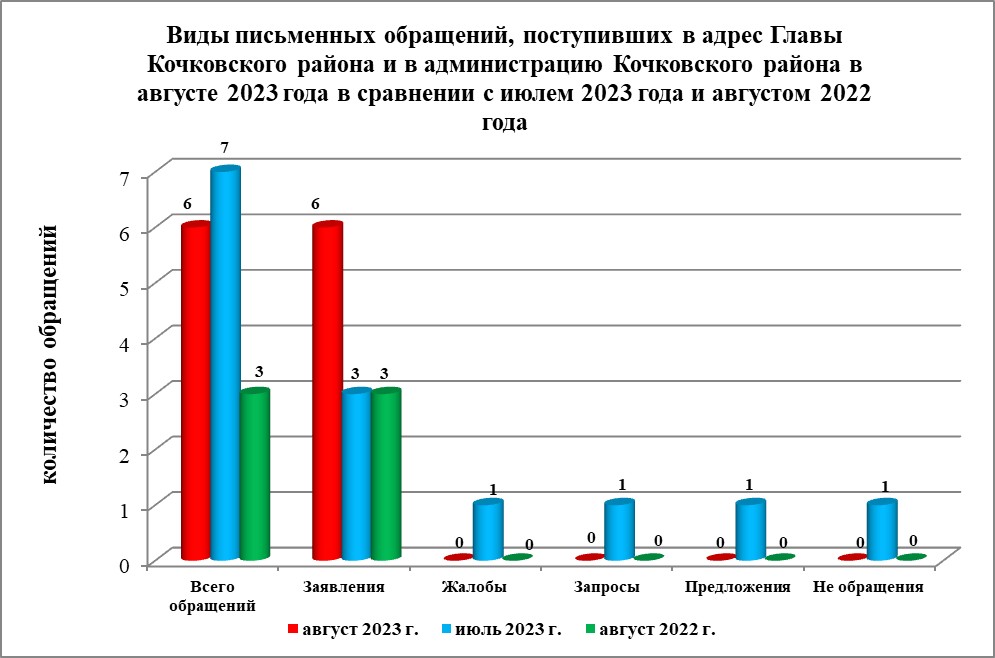 Виды письменных обращений, поступивших в адрес Главы
Кочковского района и в администрацию Кочковского района в
августе 2023 года в сравнении с июлем 2023 года и августом 2022
года
количество обращений
7
6
5
4
3
2
1
0
6
7
3
6
3
3
0
1
0
0
1
0
0
1
0
0
1
0
Всего
обращений
Заявления
Жалобы
Запросы
Предложения
Не обращения
август 2023 г.
июль 2023 г.
август 2022 г.